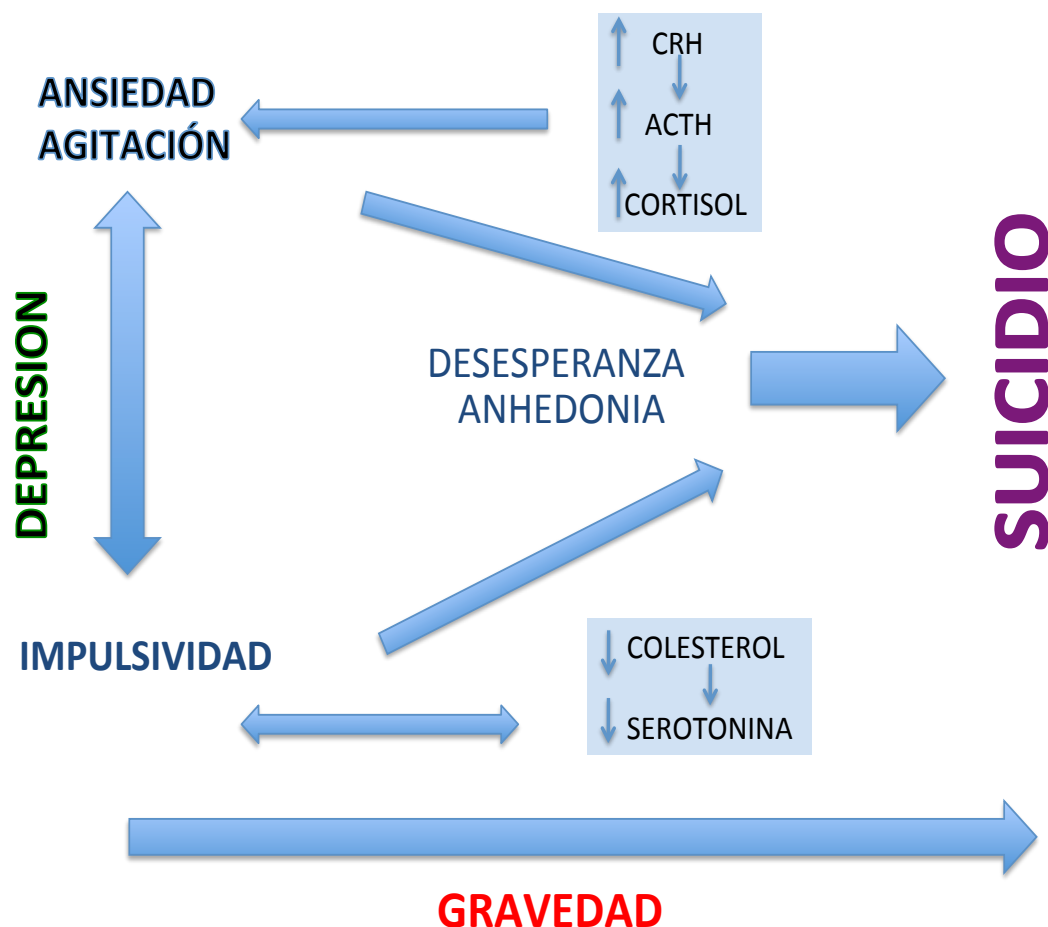 CRH
ANSIEDAD
AGITACIÓN
ACTH
CORTISOL
DEPRESION
DESESPERANZA
ANHEDONIA
SUICIDIO
IMPULSIVIDAD
COLESTEROL
SEROTONINA
GRAVEDAD